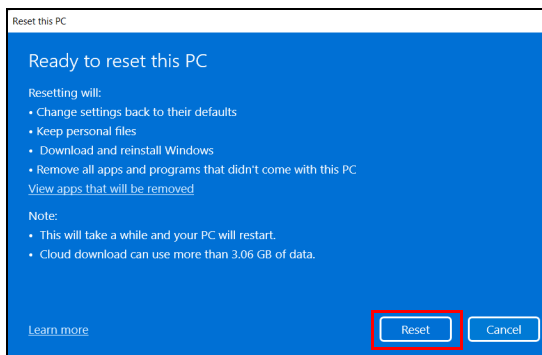 Reset this PC
Ready to reset this PC
Resetting will:
• Change settings back to their defaults
• Keep personal files
• Download and reinstall Windows
• Remove all apps and programs that didn't come with this PC
View apps that will be removed
Note:
• This will take a while and your PC will restart.
• Cloud download can use more than 3.06 GB of data.
Learn more
Reset
Cancel